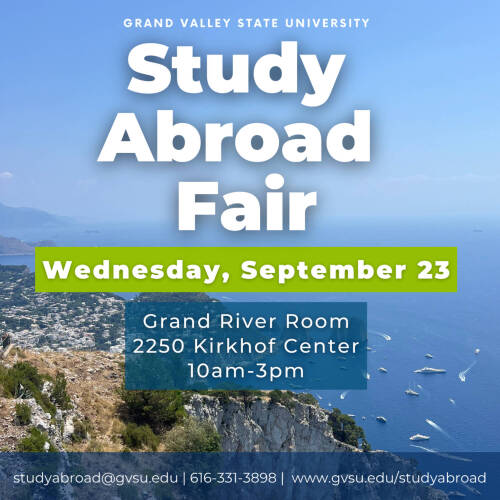 GRAND VALLEY STATE UNIVERSITY
Study
Abroad
Fair
Wednesday, September 23
Grand River Room
2250 Kirkhof Center
10am-3pm
studyabroad@gvsu.edu | 616-331-3898 | www.gvsu.edu/studyabroad